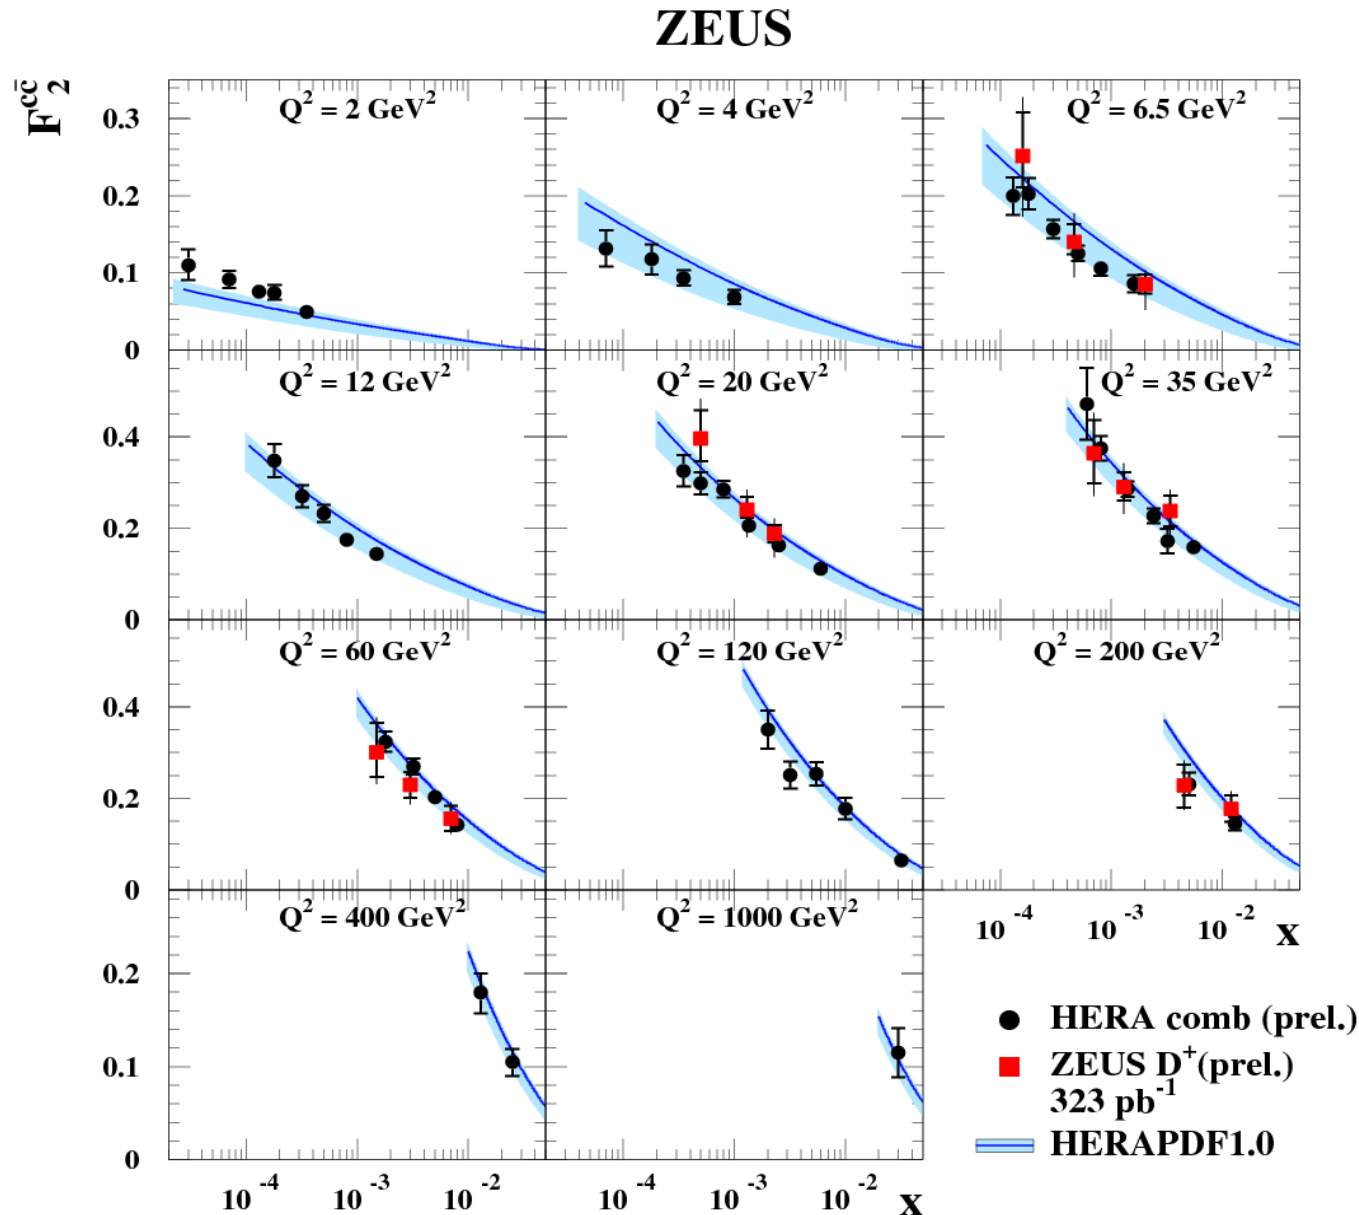 ZEUS
F₂^cc̄
Q² = 2 GeV²
Q² = 4 GeV²
Q² = 6.5 GeV²
0.3
0.2
0.1
0
Q² = 12 GeV²
Q² = 20 GeV²
Q² = 35 GeV²
0.4
0.2
0
Q² = 60 GeV²
Q² = 120 GeV²
Q² = 200 GeV²
0.4
0.2
0
10⁻⁴ 10⁻³ 10⁻² x
Q² = 400 GeV²
Q² = 1000 GeV²
0.2
0.1
0
10⁻⁴ 10⁻³ 10⁻² 10⁻⁴ 10⁻³ 10⁻² x
HERA comb (prel.)
ZEUS D⁺(prel.)
323 pb⁻¹
HERAPDF1.0